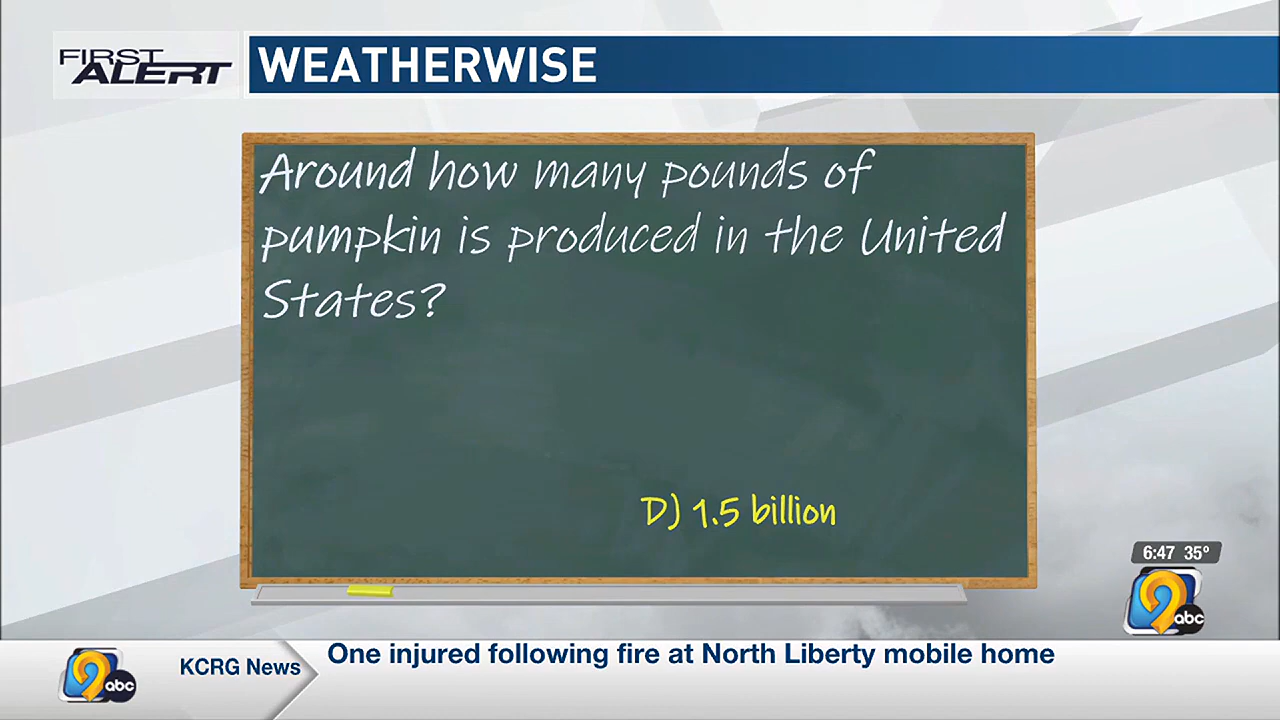 FIRST
ALERT
WEATHERWISE
Around how many pounds of
pumpkin is produced in the United
States?
D) 1.5 billion
6:47 35°
9
abc
9
abc
KCRG News
One injured following fire at North Liberty mobile home